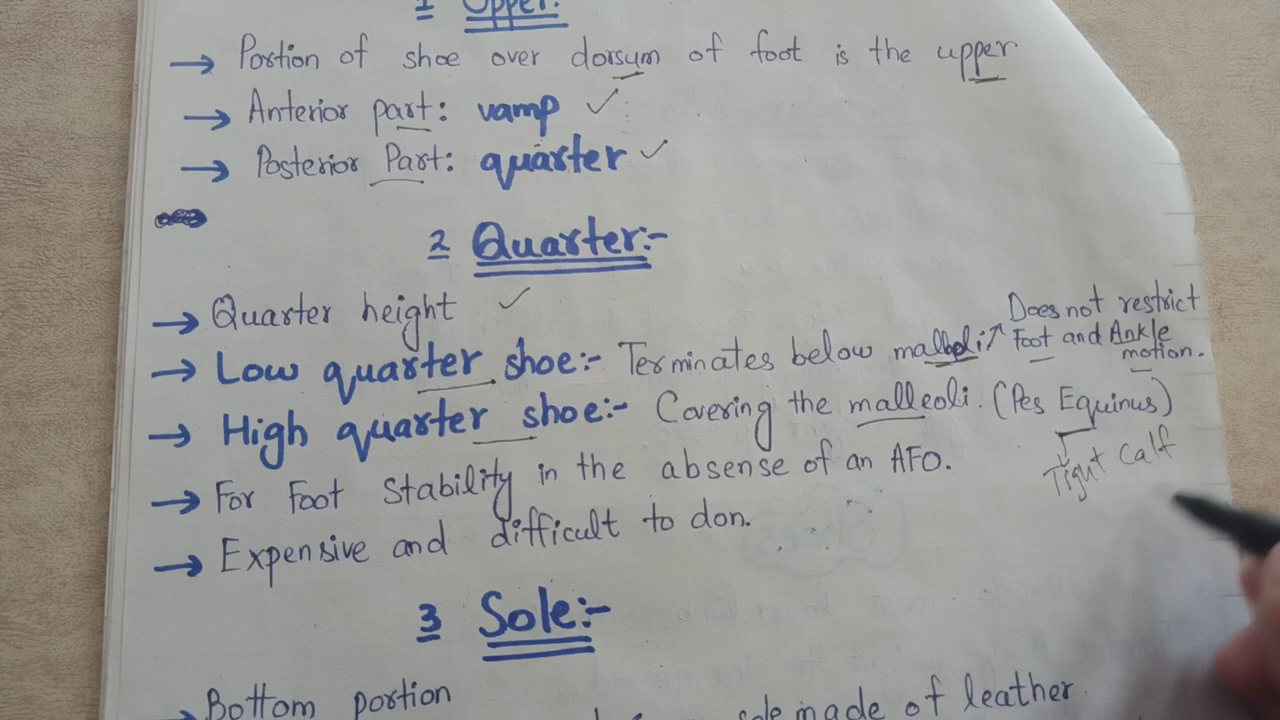 1 Upper:
→ Portion of shoe over dorsum of foot is the upper
→ Anterior part: vamp ✓
→ Posterior Part: quarter ✓
2 Quarter:-
→ Quarter height ✓
Does not restrict
Foot and Ankle
motion.
→ Low quarter shoe:- Terminates below malleoli ↗
→ High quarter shoe:- Covering the malleoli. (Pes Equinus)
Tight Calf
→ For Foot Stability in the absense of an AFO.
→ Expensive and difficult to don.
3 Sole:-
→ Bottom portion
sole made of leather